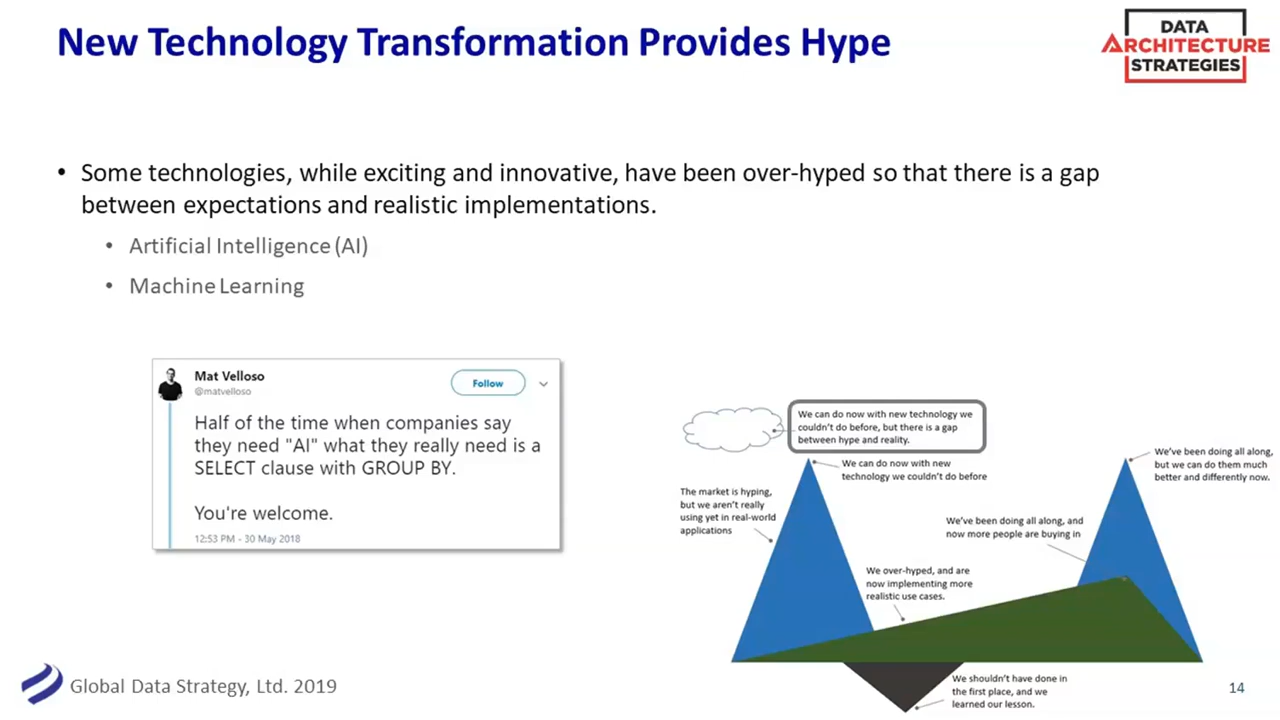 New Technology Transformation Provides Hype
DATA
ARCHITECTURE
STRATEGIES
• Some technologies, while exciting and innovative, have been over-hyped so that there is a gap
between expectations and realistic implementations.
• Artificial Intelligence (AI)
• Machine Learning
Mat Velloso
@matvelloso
Follow
Half of the time when companies say
they need "AI" what they really need is a
SELECT clause with GROUP BY.
You're welcome.
12:53 PM - 30 May 2018
We can do now with new technology we
couldn't do before, but there is a gap
between hype and reality.
We can do now with new
technology we couldn't do before
The market is hyping,
but we aren't really
using yet in real-world
applications
We've been doing all along,
but we can do them much
better and differently now.
We've been doing all along, and
now more people are buying in
We over-hyped, and are
now implementing more
realistic use cases.
We shouldn't have done in
the first place, and we
learned our lesson.
Global Data Strategy, Ltd. 2019
14